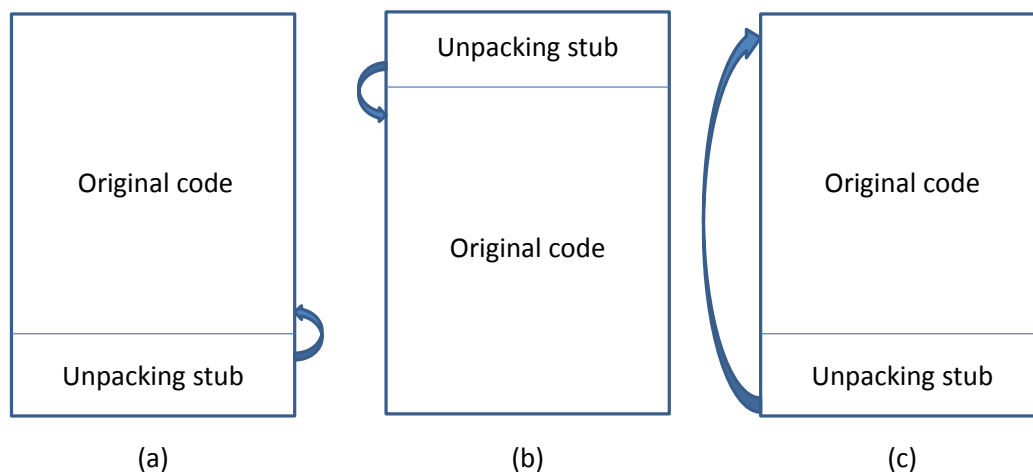 Original code
Unpacking stub
(a)
Unpacking stub
Original code
(b)
Original code
Unpacking stub
(c)